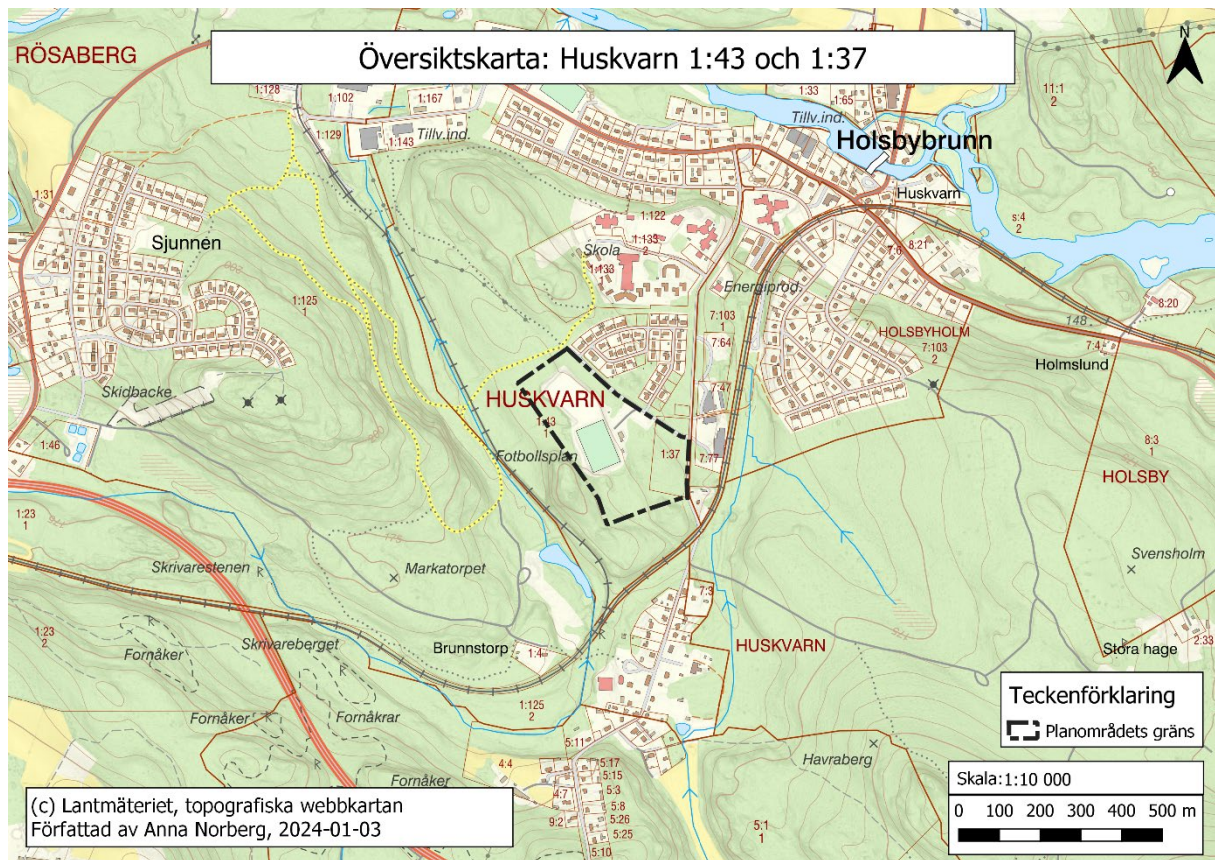 RÖSABERG
Översiktskarta: Huskvarn 1:43 och 1:37
N
1:128
1:102
1:167
1:33
1:65
11:1
2
1:129
1:143
Tillv.ind.
Tillv.ind.
Holsbybrunn
1:31
Huskvarn
s:4
2
1:122
Sjunnen
Skola
1:133
2
1:133
7:6
8:21
1:125
1
Energiprod.
8:20
7:103
1
148
7:64
HOLSBYHOLM
7:103
2
7:4
Holmslund
Skidbacke
7:47
HUSKVARN
1:43
1
1:46
Fotbollsplan
1:37
7:77
8:3
1
HOLSBY
1:23
1
175
Skrivarestenen
R
Markatorpet
Svensholm
7:3
1:23
2
Skrivareberget
Brunnstorp
1:4
HUSKVARN
2:33
Stora hage
Fornåker
R
1:125
2
Teckenförklaring
Planområdets gräns
Fornåker
Fornåkrar
5:11
Havraberg
4:4
5:17
5:15
5:3
Fornåker
4:7
5:8
5:26
9:2
5:25
5:10
5:1
1
Skala:1:10 000
0 100 200 300 400 500 m
(c) Lantmäteriet, topografiska webbkartan
Författad av Anna Norberg, 2024-01-03